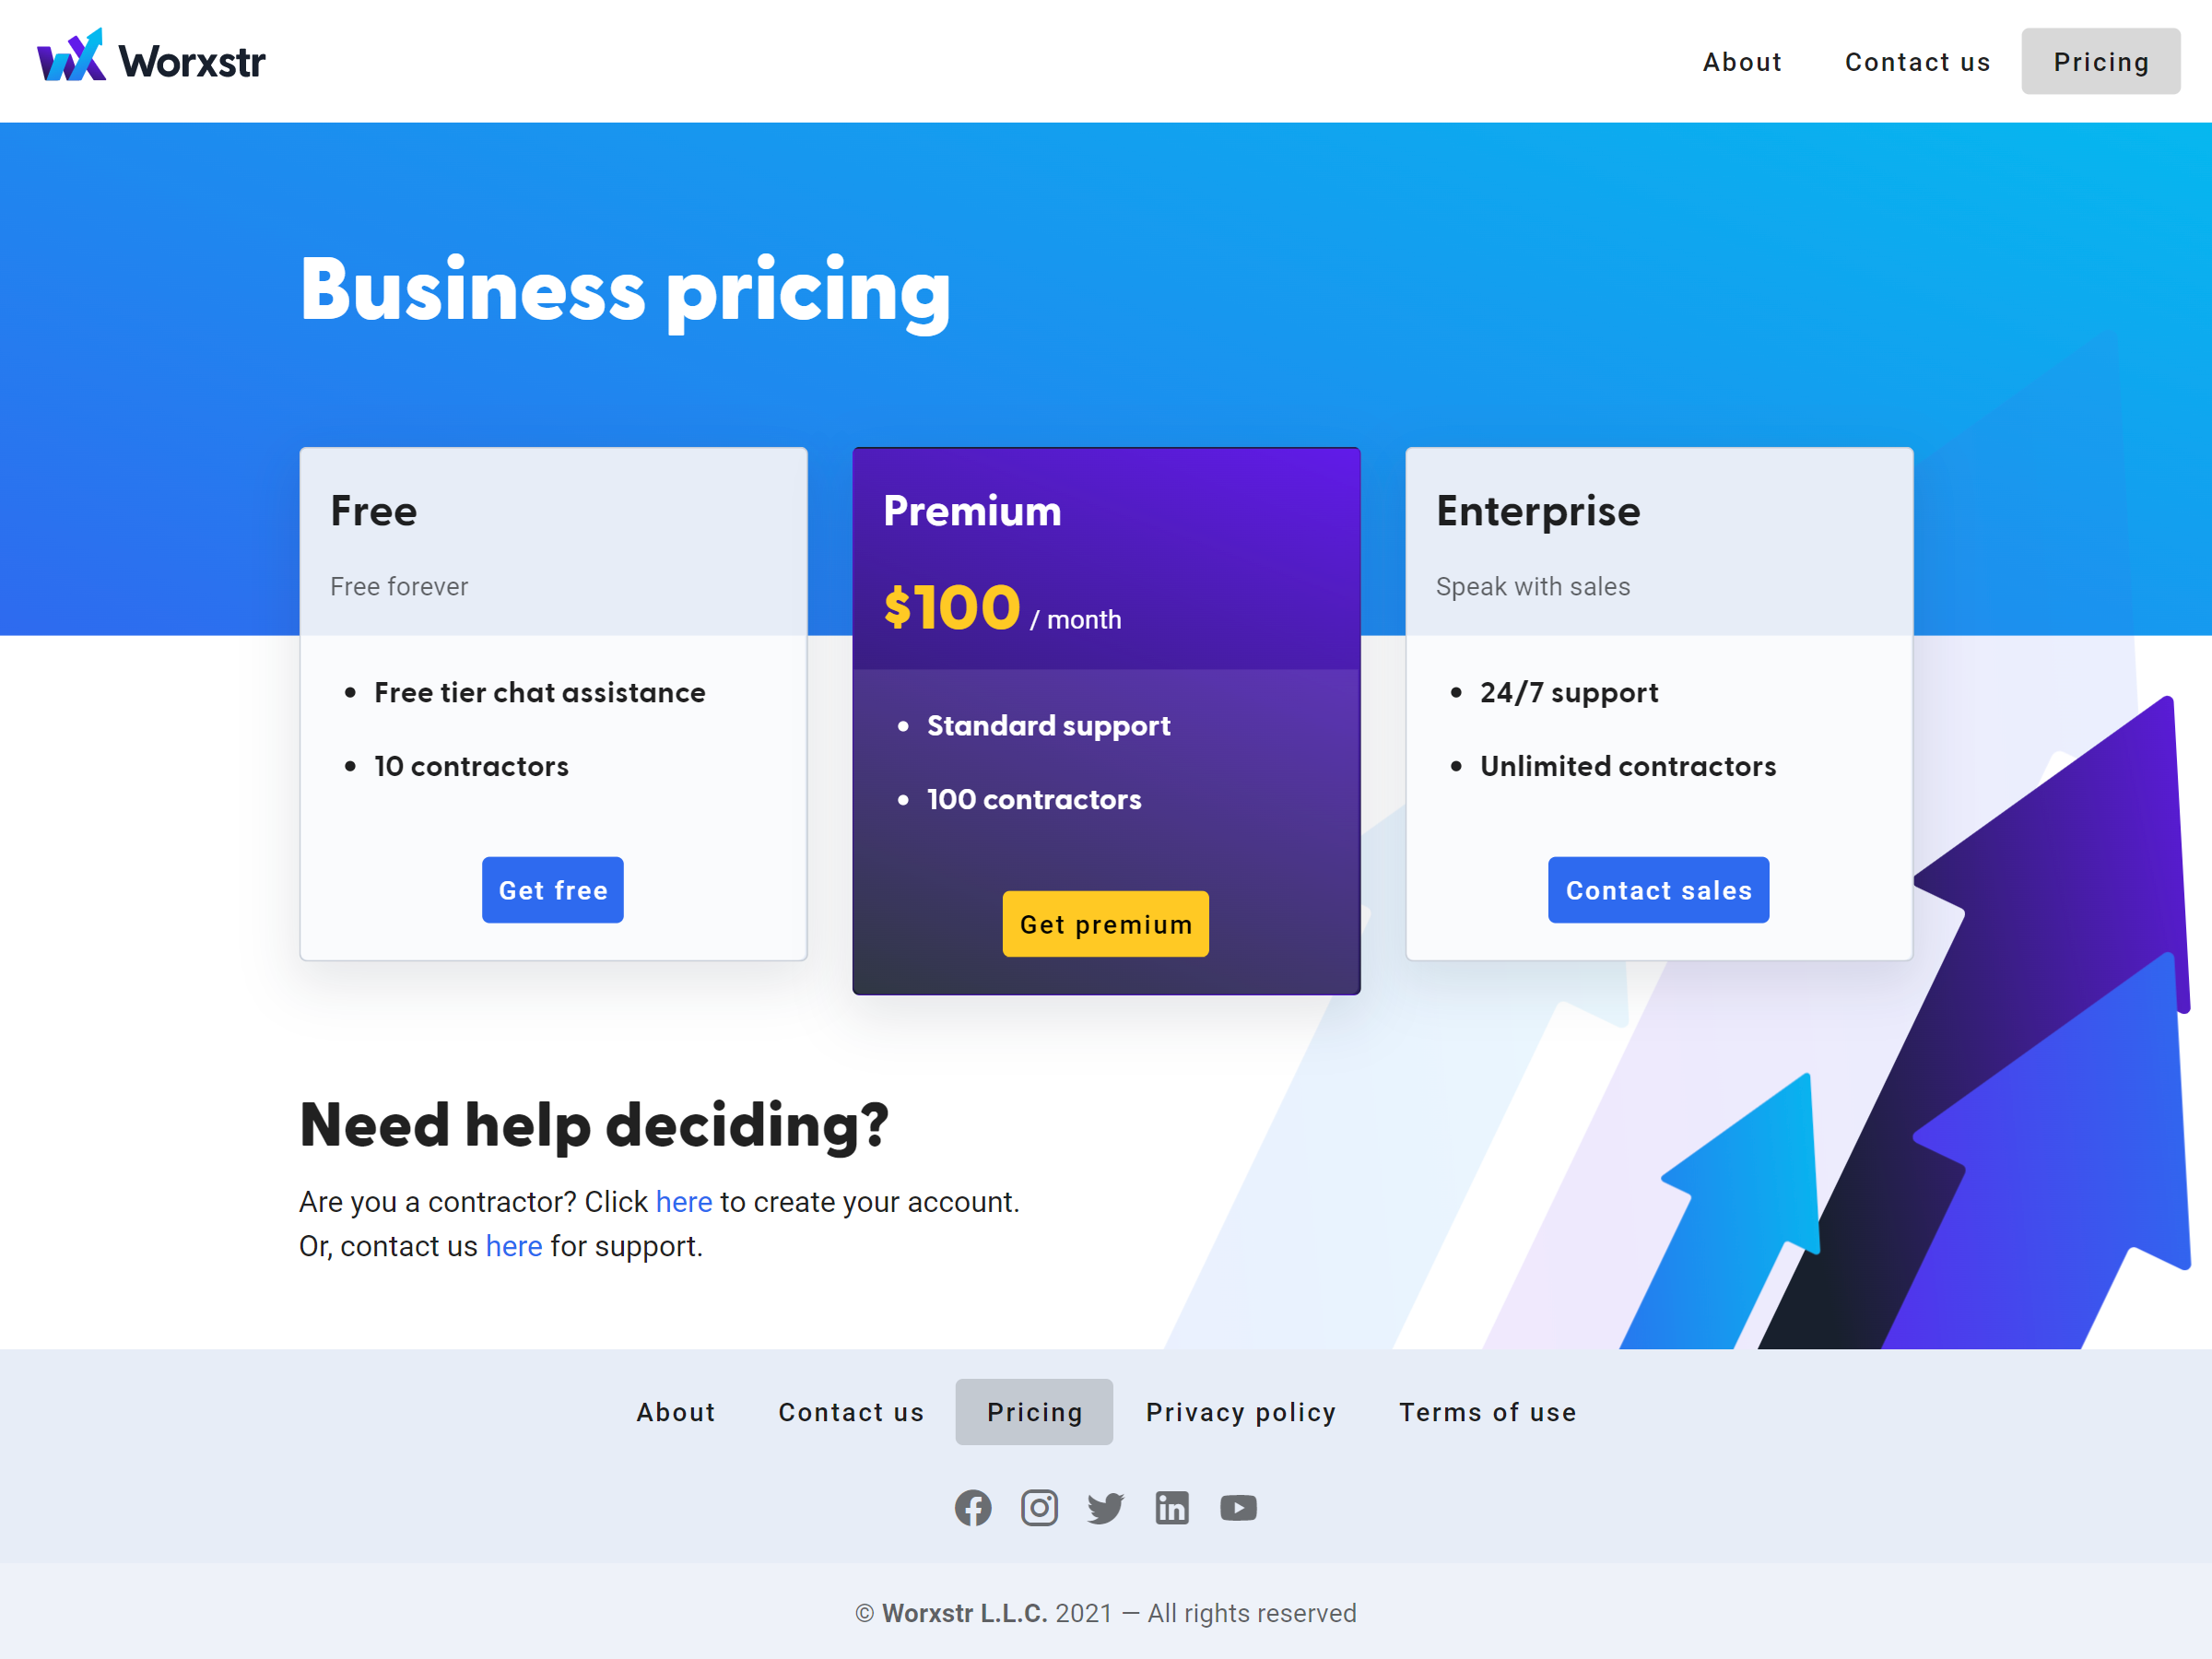 Worxstr
About
Contact us
Pricing
Business pricing
Free
Free forever
• Free tier chat assistance
• 10 contractors
Get free
Premium
$100 / month
• Standard support
• 100 contractors
Get premium
Enterprise
Speak with sales
• 24/7 support
• Unlimited contractors
Contact sales
Need help deciding?
Are you a contractor? Click here to create your account.
Or, contact us here for support.
About
Contact us
Pricing
Privacy policy
Terms of use
© Worxstr L.L.C. 2021 — All rights reserved